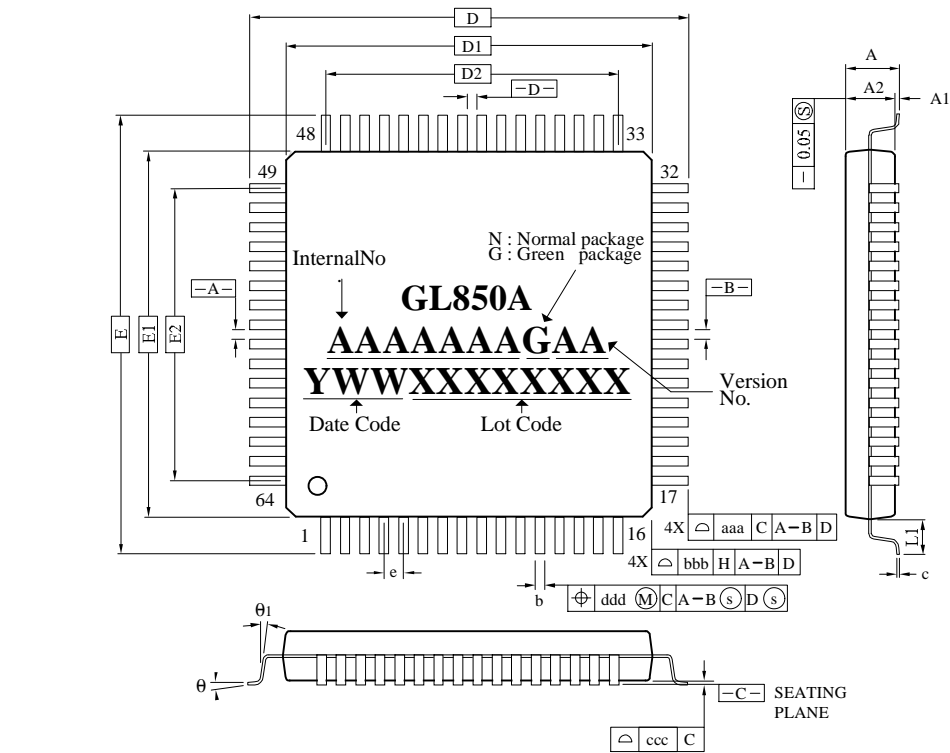 D
D1
D2
−D−
48
33
49
32
A
A2
A1
− 0.05 Ⓢ
InternalNo
N : Normal package
G : Green package
−A−
−B−
E
E1
E2
GL850A
AAAAAAAGAA
YWWXXXXXXXX
Version
No.
Date Code
Lot Code
64
17
1
16
4X ⌓ aaa C A−B D
4X ⌓ bbb H A−B D
L1
e
b
c
⌖ ddd Ⓜ C A−B ⓢ D ⓢ
θ1
θ
−C− SEATING
PLANE
⌓ ccc C